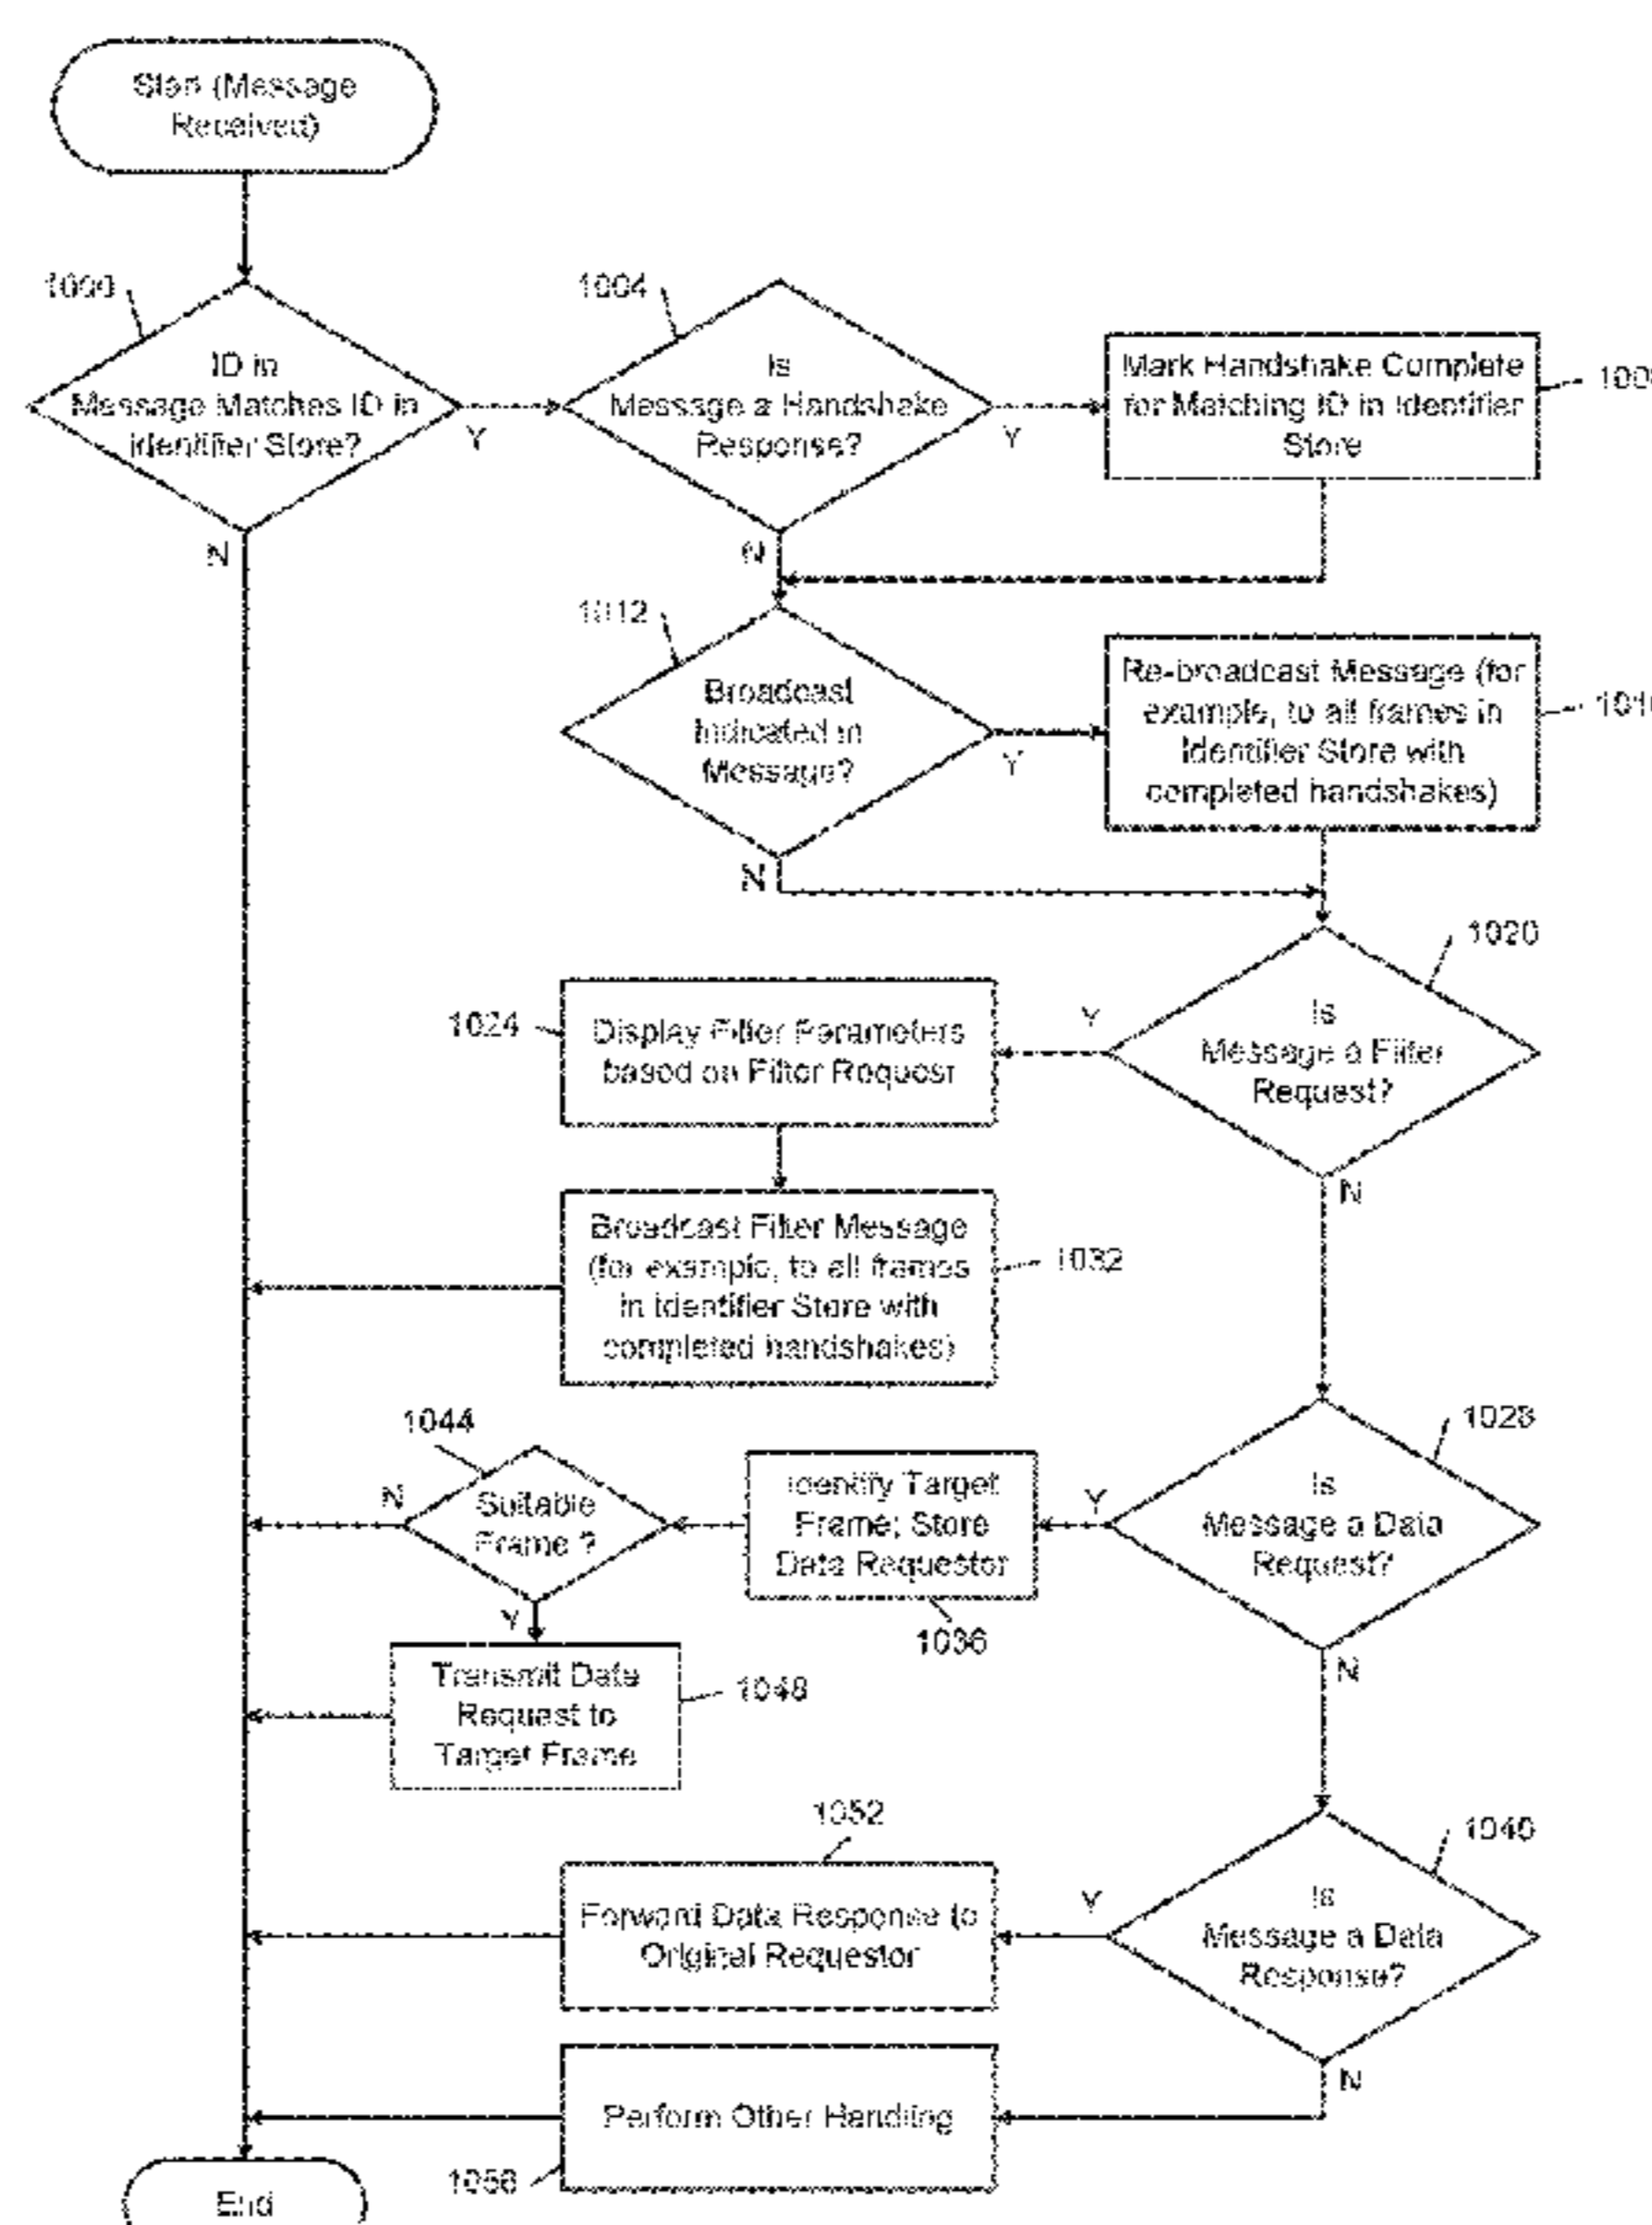 Start (Message
Received)
1000
ID in
Message Matches ID in
Identifier Store?
Y
N
1004
Is
Message a Handshake
Response?
Y
N
Mark Handshake Complete
for Matching ID in Identifier
Store
1012
Broadcast
Indicated in
Message?
Y
N
Re-broadcast Message (for
example, to all frames in
Identifier Store with
completed handshakes)
1020
Is
Message a Filter
Request?
Y
N
1024
Display Filter Parameters
based on Filter Request
Broadcast Filter Message
(for example, to all frames
in Identifier Store with
completed handshakes)
1032
1028
Is
Message a Data
Request?
Y
N
Identify Target
Frame; Store
Data Requestor
1036
1044
Suitable
Frame ?
N
Y
Transmit Data
Request to
Target Frame
1048
1040
Is
Message a Data
Response?
Y
N
1052
Forward Data Response to
Original Requestor
Perform Other Handling
1056
End